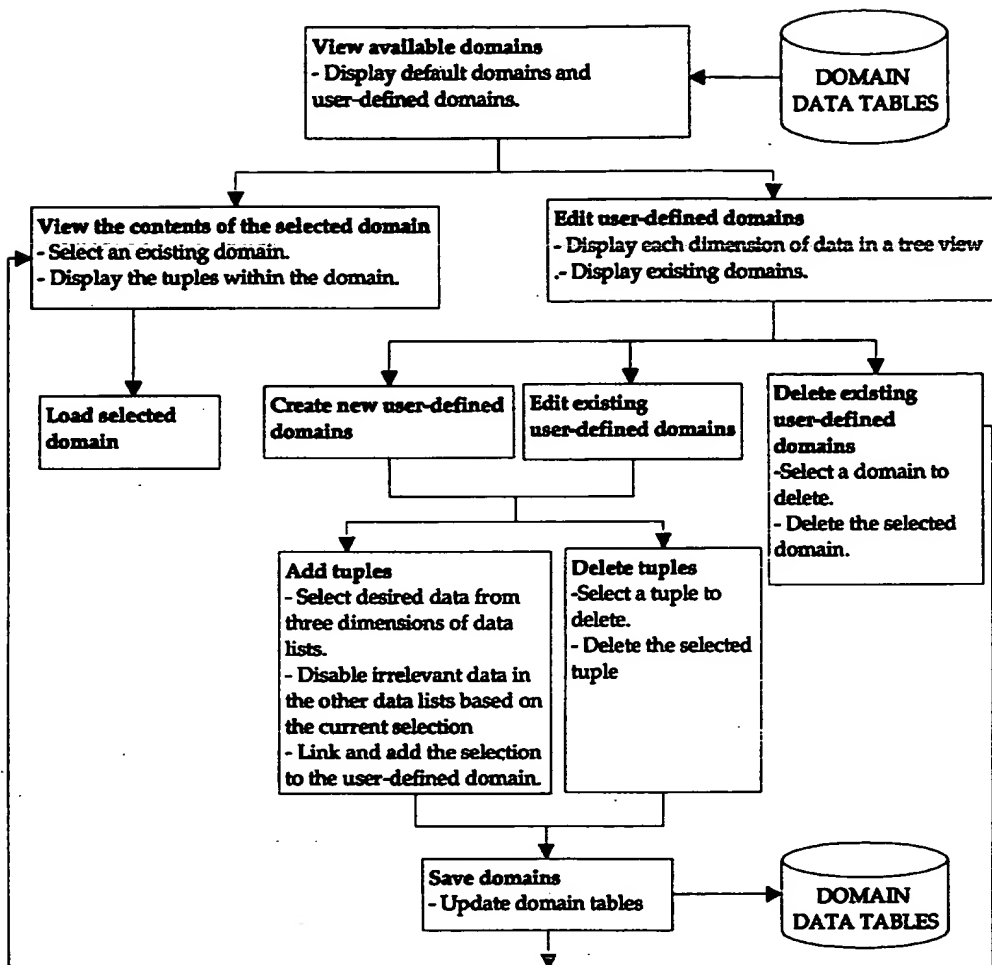 View available domains
- Display default domains and
user-defined domains.
DOMAIN
DATA TABLES
View the contents of the selected domain
- Select an existing domain.
- Display the tuples within the domain.
Edit user-defined domains
- Display each dimension of data in a tree view
.- Display existing domains.
Load selected
domain
Create new user-defined
domains
Edit existing
user-defined domains
Delete existing
user-defined
domains
-Select a domain to
delete.
- Delete the selected
domain.
Add tuples
- Select desired data from
three dimensions of data
lists.
- Disable irrelevant data in
the other data lists based on
the current selection
- Link and add the selection
to the user-defined domain.
Delete tuples
-Select a tuple to
delete.
- Delete the selected
tuple
Save domains
- Update domain tables
DOMAIN
DATA TABLES